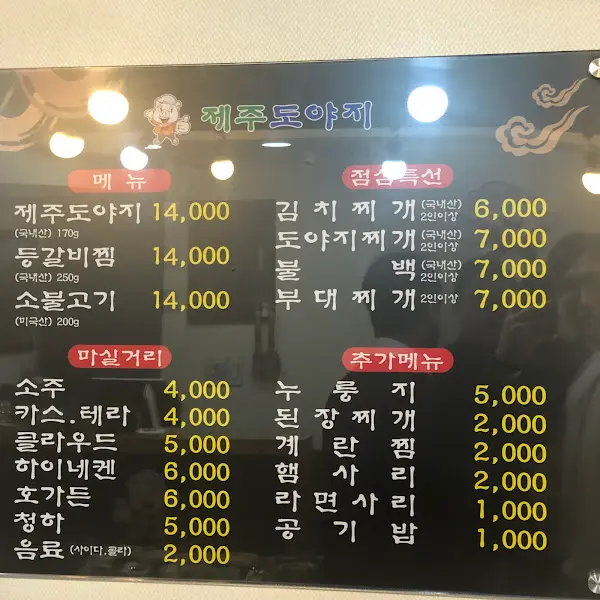 제주도야지
메뉴
제주도야지 14,000
(국내산) 170g
등갈비찜 14,000
(국내산) 250g
소불고기 14,000
(미국산) 200g
점심특선
김치찌개 (국내산) 2인이상 6,000
도야지찌개 (국내산) 2인이상 7,000
불백 (국내산) 2인이상 7,000
부대찌개 2인이상 7,000
마실거리
소주 4,000
카스.테라 4,000
클라우드 5,000
하이네켄 6,000
호가든 6,000
청하 5,000
음료 (사이다.콜라) 2,000
추가메뉴
누룽지 5,000
된장찌개 2,000
계란찜 2,000
햄사리 2,000
라면사리 1,000
공기밥 1,000